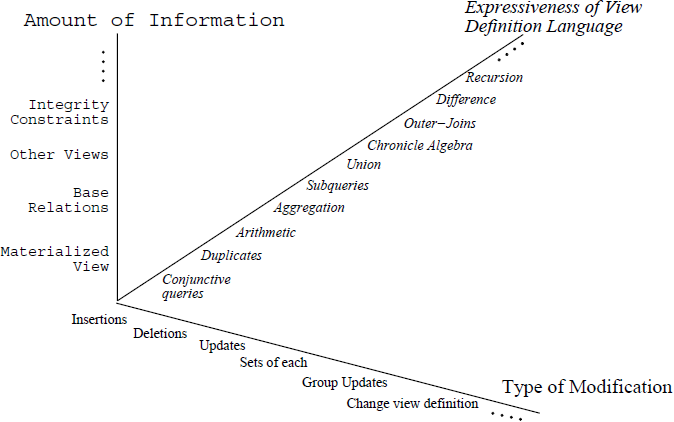 Amount of Information
Expressiveness of View
Definition Language
Recursion
Difference
Outer-Joins
Chronicle Algebra
Union
Subqueries
Aggregation
Arithmetic
Duplicates
Conjunctive
queries
Integrity
Constraints
Other Views
Base
Relations
Materialized
View
Insertions
Deletions
Updates
Sets of each
Group Updates
Change view definition
Type of Modification